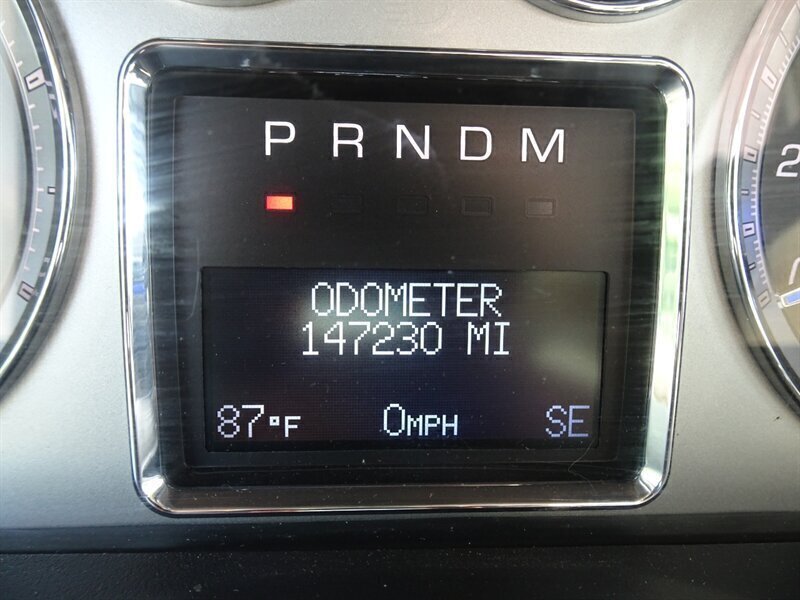 P R N D M
ODOMETER
147230 MI
87°F 0MPH SE